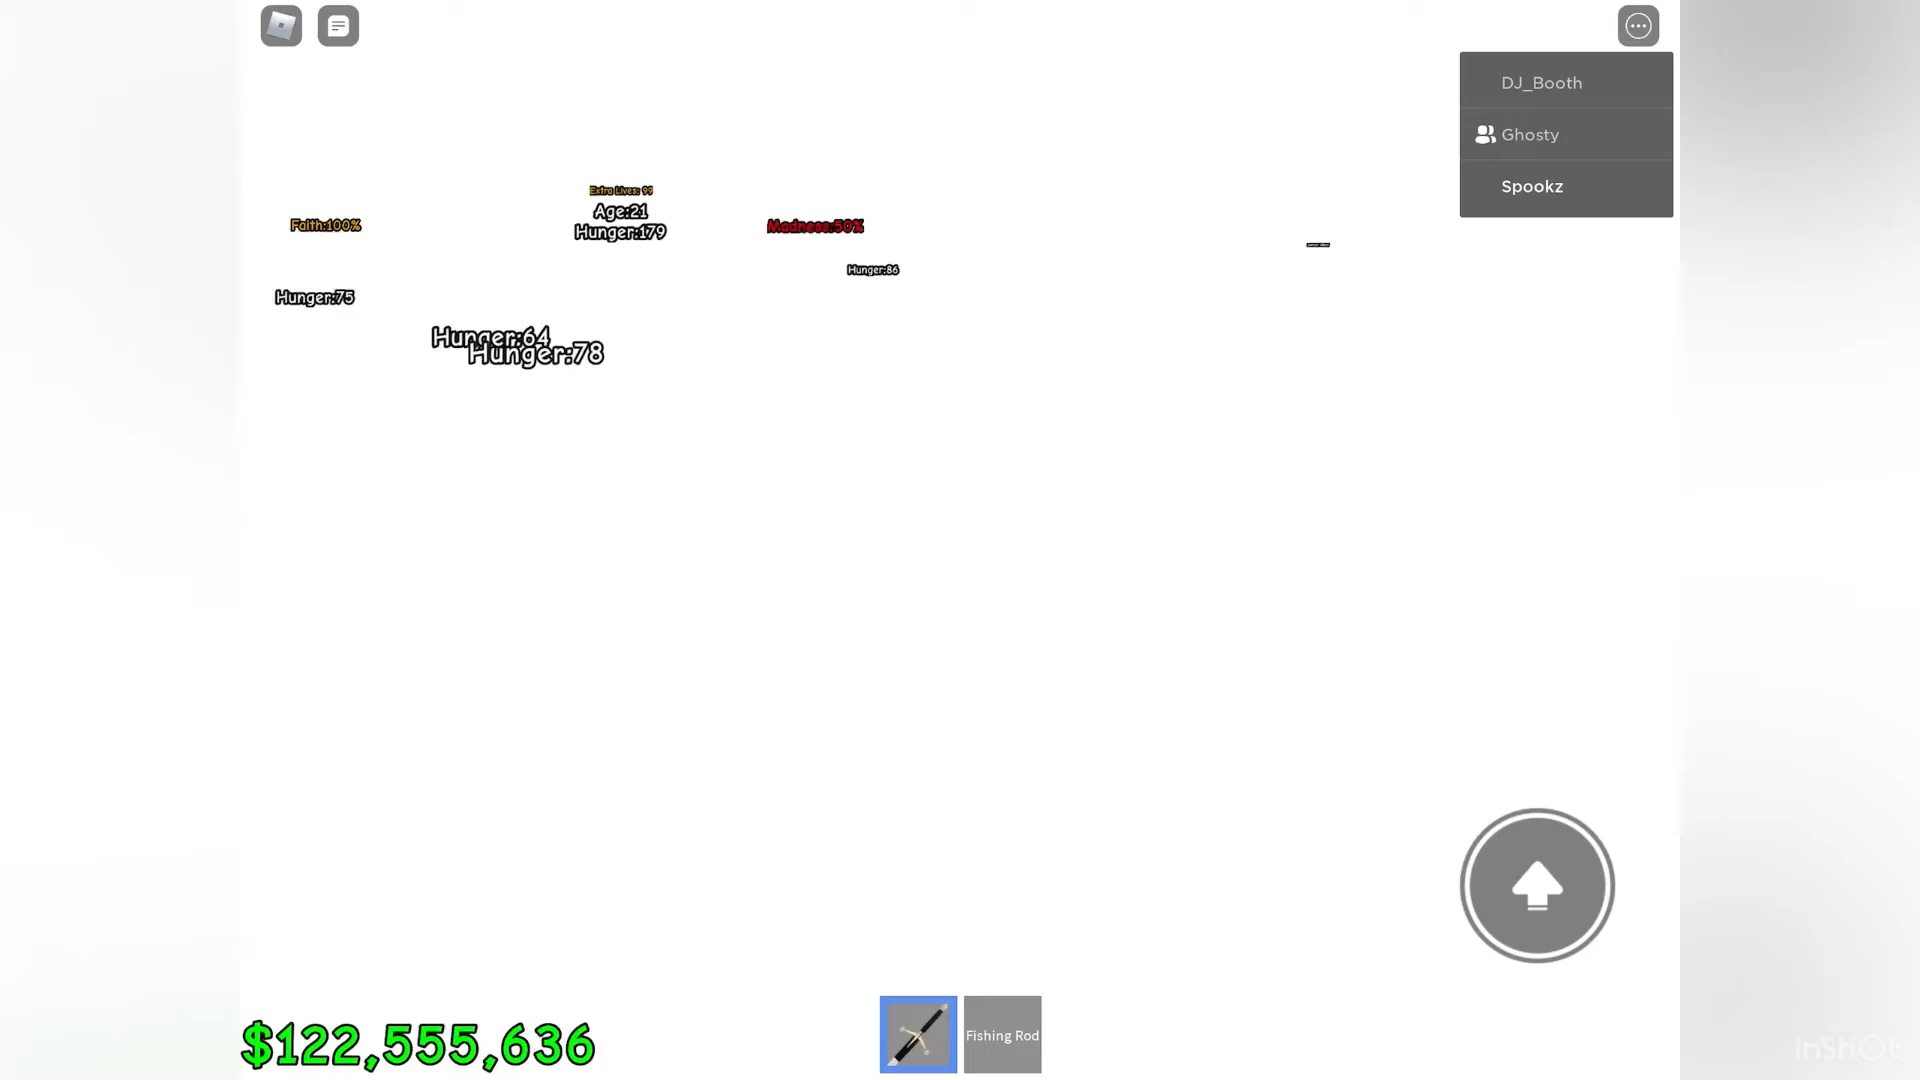 DJ_Booth
Ghosty
Spookz
Extra Lives: 99
Age:21
Faith:100%
Hunger:179
Madness:50%
Hunger:86
Hunger:75
Hunger:64
Hunger:78
Fishing Rod
$122,555,636
InShOt